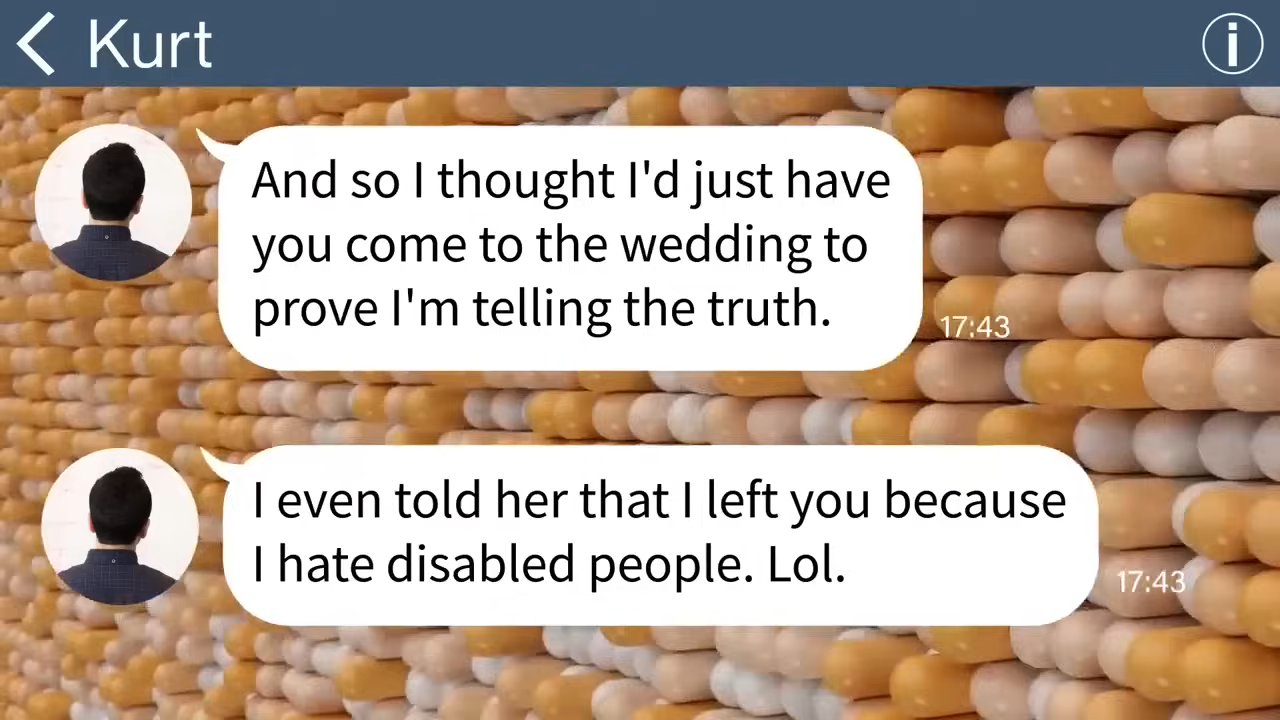 Kurt
And so I thought I'd just have
you come to the wedding to
prove I'm telling the truth.
17:43
I even told her that I left you because
I hate disabled people. Lol.
17:43